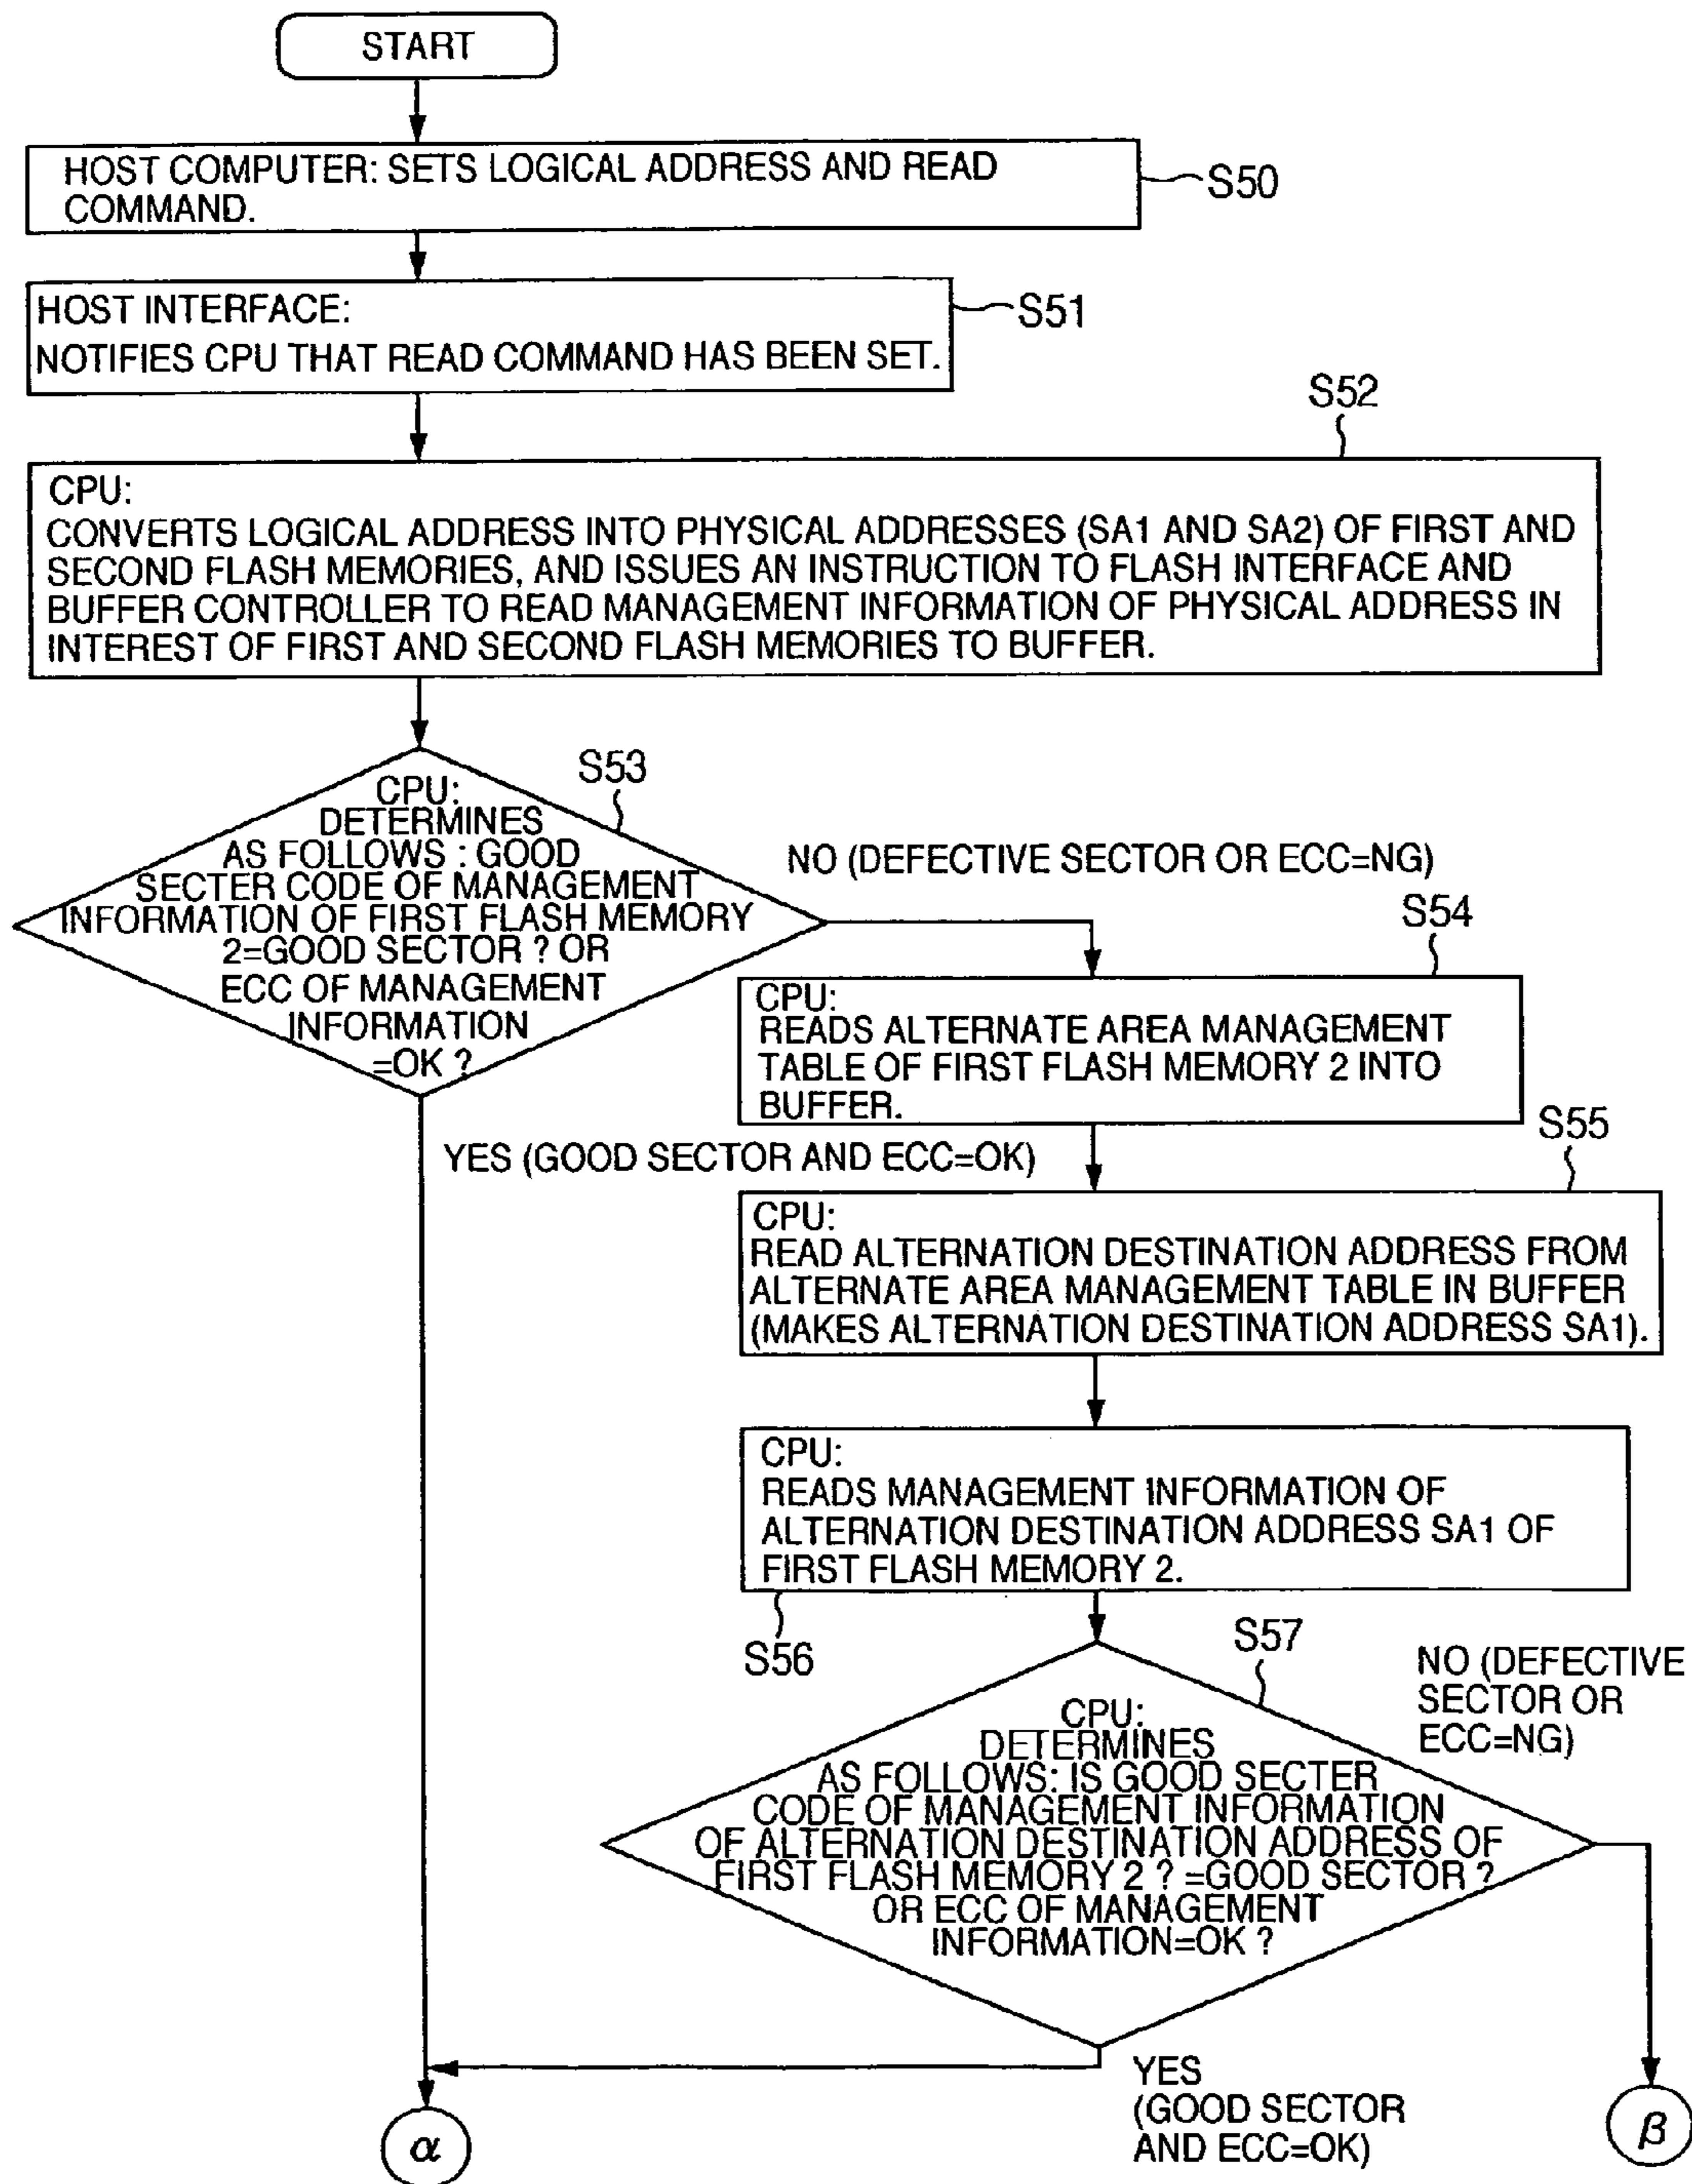 START
HOST COMPUTER: SETS LOGICAL ADDRESS AND READ
COMMAND.
S50
HOST INTERFACE:
NOTIFIES CPU THAT READ COMMAND HAS BEEN SET.
S51
S52
CPU:
CONVERTS LOGICAL ADDRESS INTO PHYSICAL ADDRESSES (SA1 AND SA2) OF FIRST AND
SECOND FLASH MEMORIES, AND ISSUES AN INSTRUCTION TO FLASH INTERFACE AND
BUFFER CONTROLLER TO READ MANAGEMENT INFORMATION OF PHYSICAL ADDRESS IN
INTEREST OF FIRST AND SECOND FLASH MEMORIES TO BUFFER.
S53
CPU:
DETERMINES
AS FOLLOWS : GOOD
SECTER CODE OF MANAGEMENT
INFORMATION OF FIRST FLASH MEMORY
2=GOOD SECTOR ? OR
ECC OF MANAGEMENT
INFORMATION
=OK ?
NO (DEFECTIVE SECTOR OR ECC=NG)
S54
CPU:
READS ALTERNATE AREA MANAGEMENT
TABLE OF FIRST FLASH MEMORY 2 INTO
BUFFER.
YES (GOOD SECTOR AND ECC=OK)
S55
CPU:
READ ALTERNATION DESTINATION ADDRESS FROM
ALTERNATE AREA MANAGEMENT TABLE IN BUFFER
(MAKES ALTERNATION DESTINATION ADDRESS SA1).
CPU:
READS MANAGEMENT INFORMATION OF
ALTERNATION DESTINATION ADDRESS SA1 OF
FIRST FLASH MEMORY 2.
S56
S57
NO (DEFECTIVE
SECTOR OR
ECC=NG)
CPU:
DETERMINES
AS FOLLOWS: IS GOOD SECTER
CODE OF MANAGEMENT INFORMATION
OF ALTERNATION DESTINATION ADDRESS OF
FIRST FLASH MEMORY 2 ? =GOOD SECTOR ?
OR ECC OF MANAGEMENT
INFORMATION=OK ?
YES
(GOOD SECTOR
AND ECC=OK)
α
β